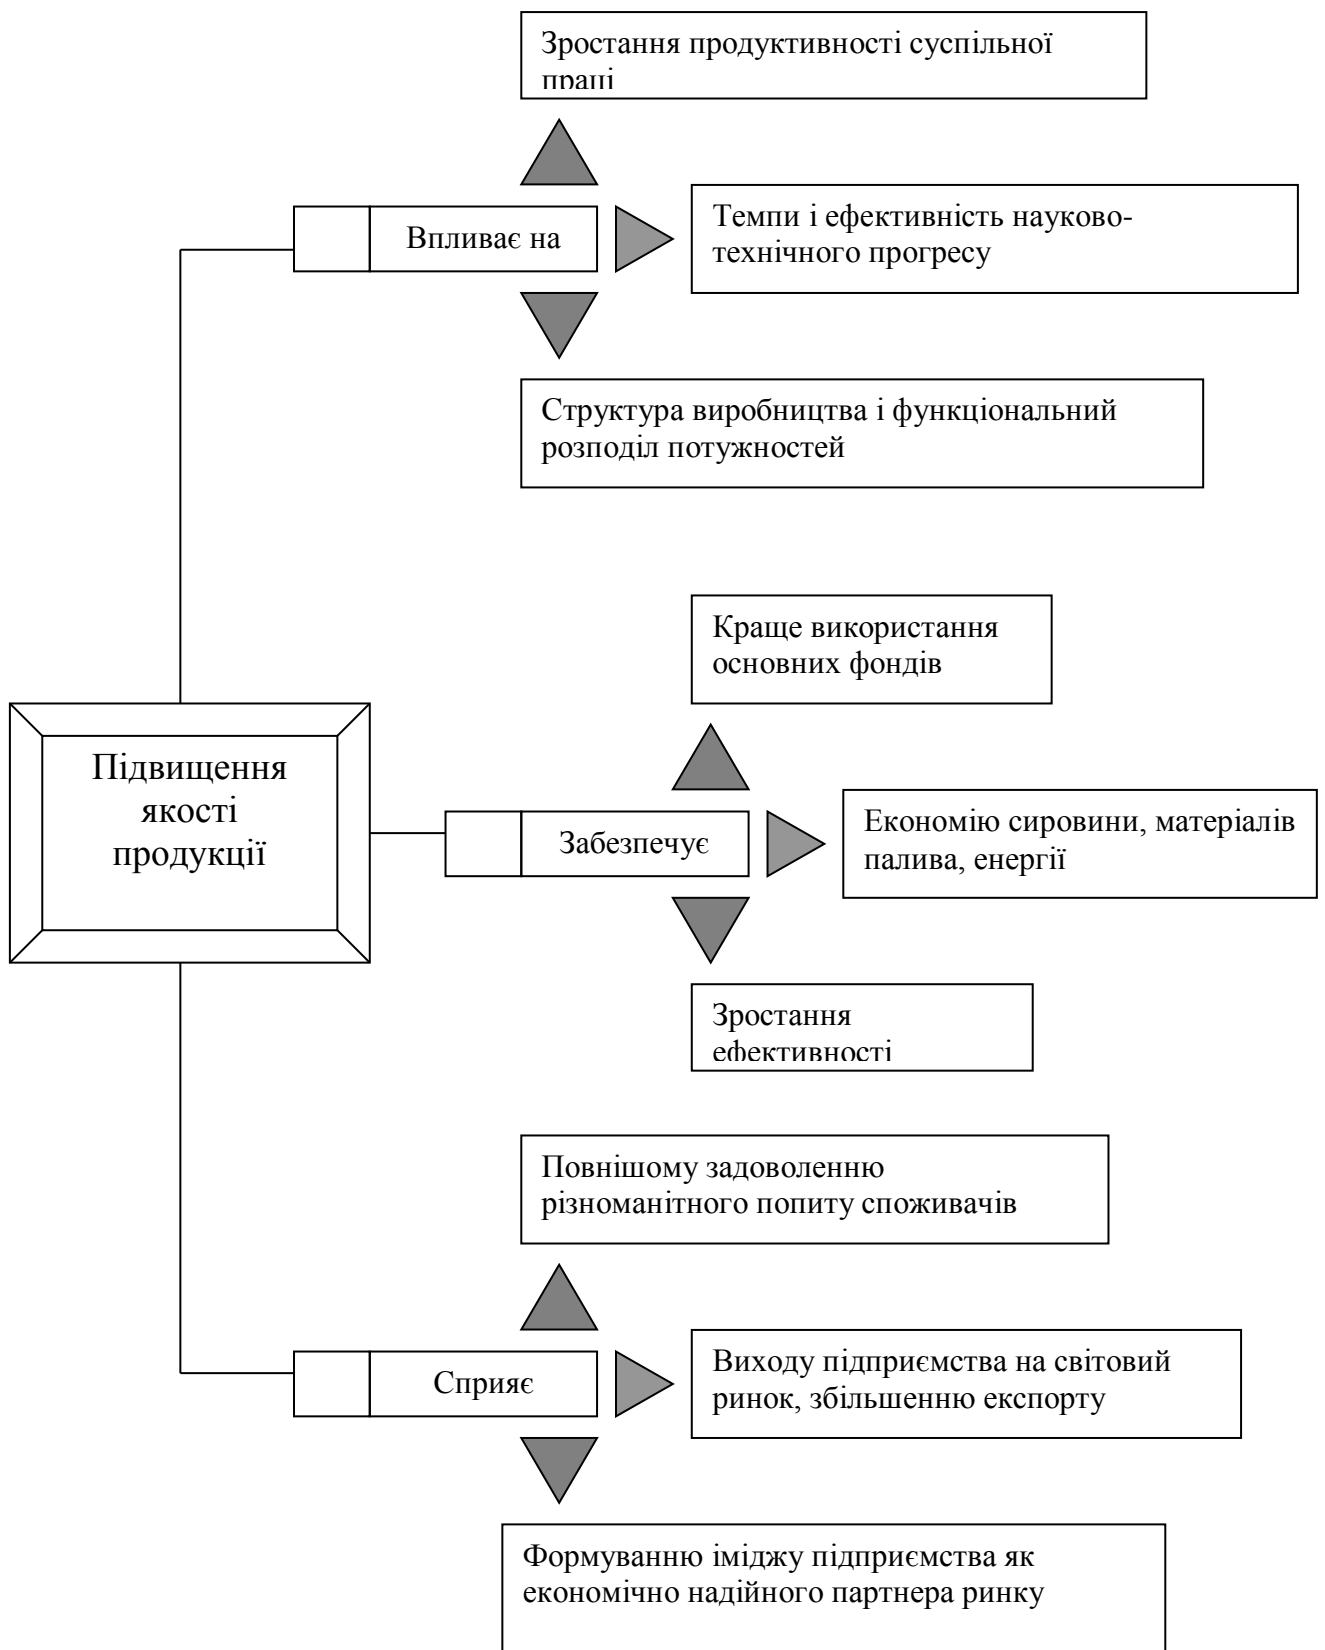 Зростання продуктивності суспільної
праці
Впливає на
Темпи і ефективність науково-
технічного прогресу
Структура виробництва і функціональний
розподіл потужностей
Краще використання
основних фондів
Підвищення
якості
продукції
Забезпечує
Економію сировини, матеріалів
палива, енергії
Зростання
ефективності
Повнішому задоволенню
різноманітного попиту споживачів
Сприяє
Виходу підприємства на світовий
ринок, збільшенню експорту
Формуванню іміджу підприємства як
економічно надійного партнера ринку